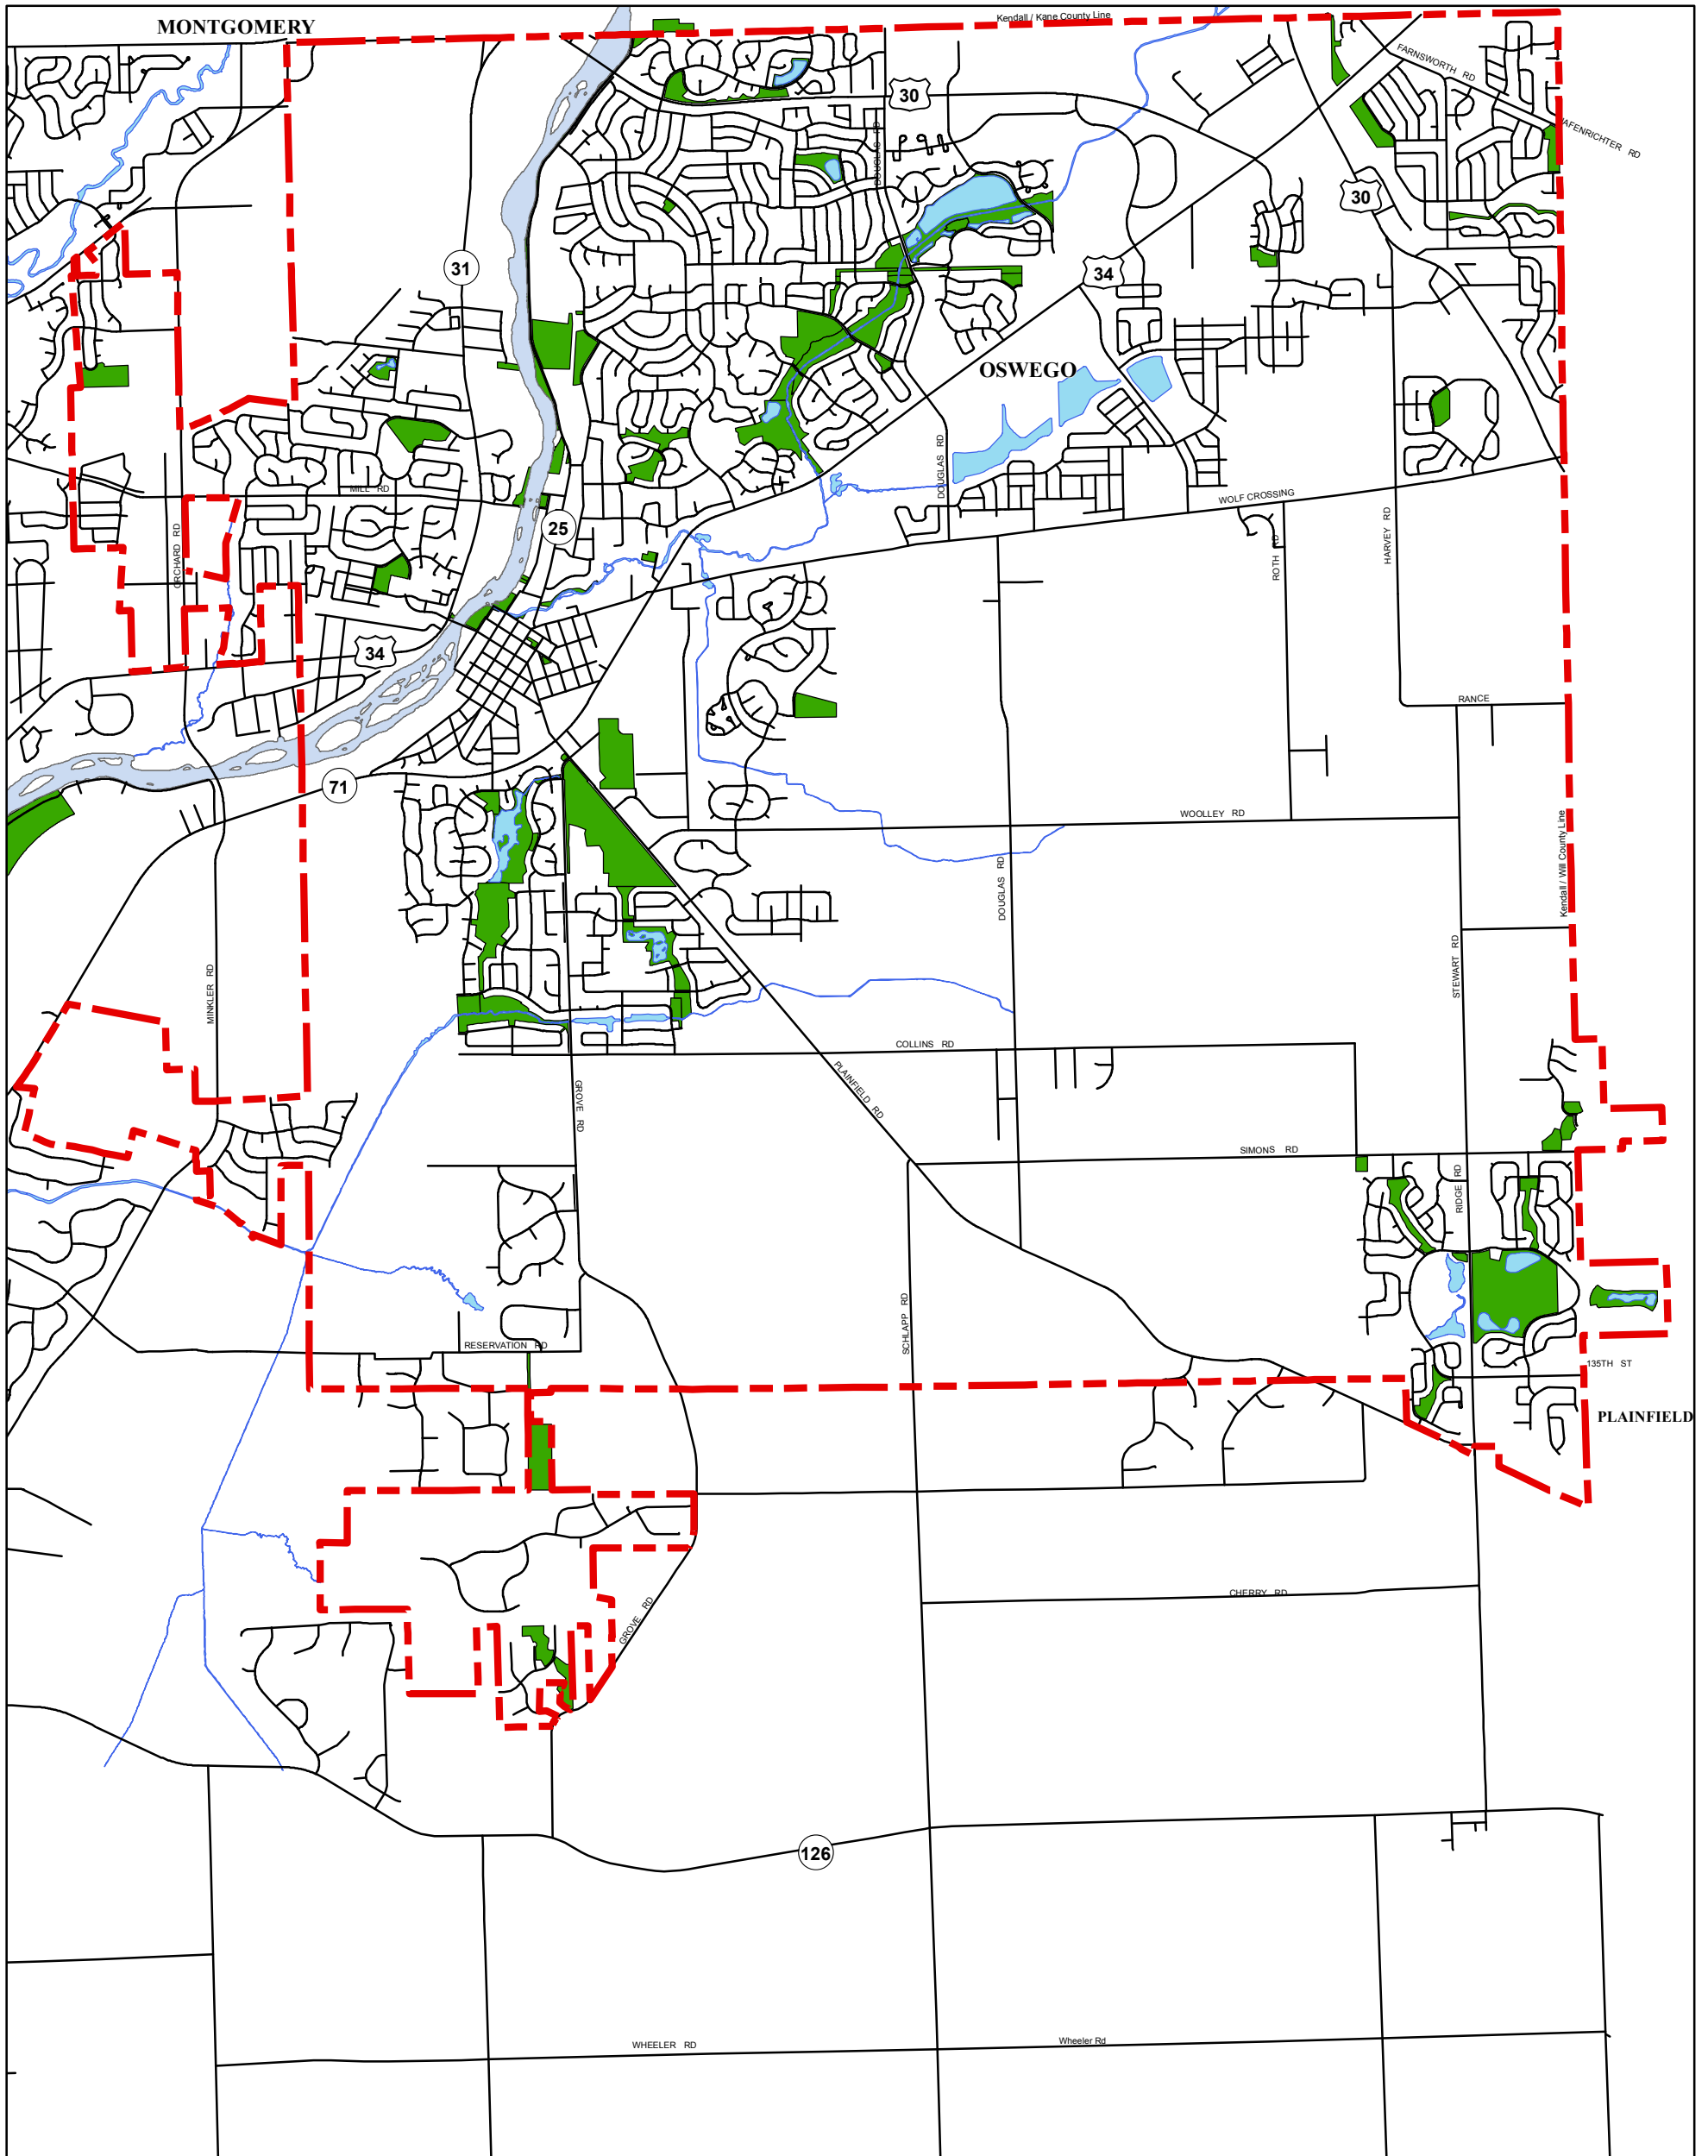 Kendall / Kane County Line
MONTGOMERY
FARNSWORTH RD
30
HAFENRICHTER RD
DOUGLAS RD
30
31
34
OSWEGO
DOUGLAS RD
MILL RD
WOLF CROSSING
25
ORCHARD RD
HARVEY RD
ROTH RD
34
RANCE
71
WOOLLEY RD
Kendall / Will County Line
DOUGLAS RD
STEWART RD
MINKLER RD
COLLINS RD
PLAINFIELD RD
GROVE RD
SIMONS RD
RIDGE RD
SCHLAPP RD
RESERVATION RD
135TH ST
PLAINFIELD
CHERRY RD
GROVE RD
126
WHEELER RD
Wheeler Rd